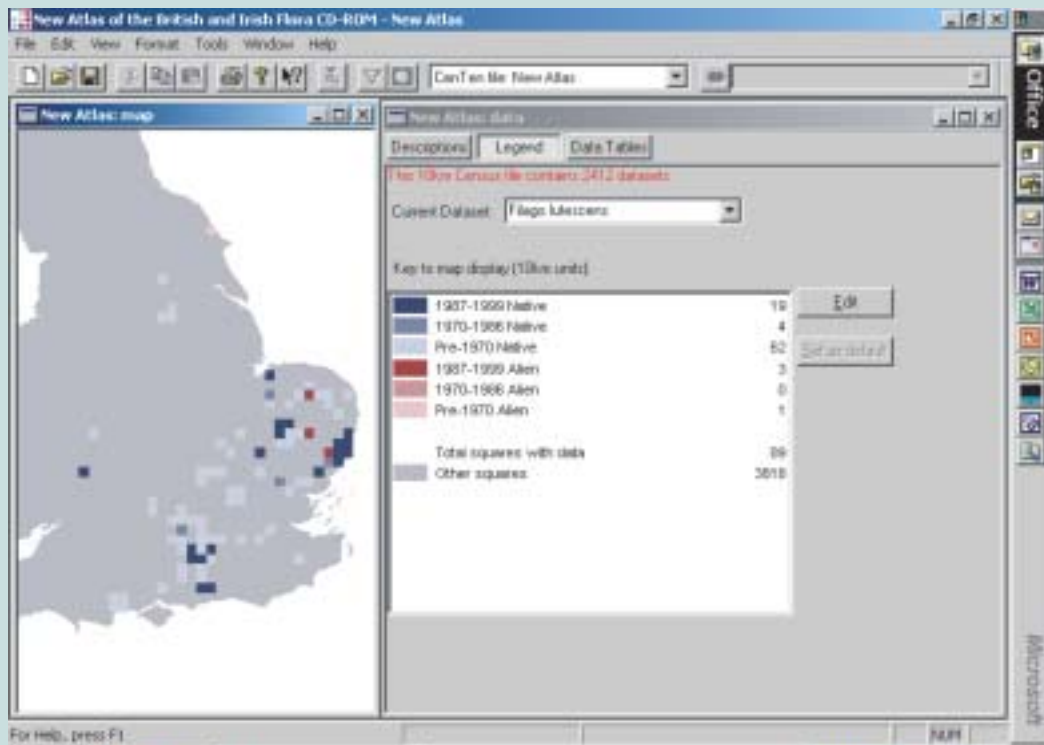 New Atlas of the British and Irish Flora CD-ROM - New Atlas
File Edit View Format Tools Window Help
CenTen file: New Atlas
New Atlas: map
New Atlas: data
Descriptions Legend Data Tables
This 10km Census file contains 2412 datasets
Current Dataset: Filago lutescens
Key to map display (10km units)
1987-1999 Native 19
1970-1986 Native 4
Pre-1970 Native 62
1987-1999 Alien 3
1970-1986 Alien 0
Pre-1970 Alien 1
Total squares with data 89
Other squares 3818
Edit
Set as default
For Help, press F1
NUM
Office
Microsoft